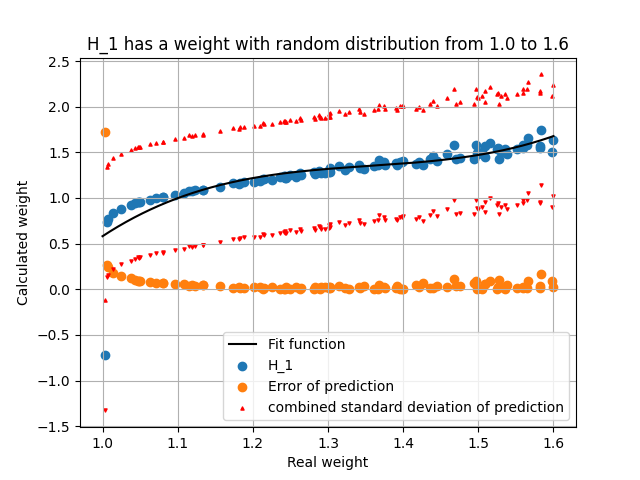 H_1 has a weight with random distribution from 1.0 to 1.6
2.5
2.0
1.5
1.0
0.5
0.0
−0.5
−1.0
−1.5
Calculated weight
Fit function
H_1
Error of prediction
combined standard deviation of prediction
1.0 1.1 1.2 1.3 1.4 1.5 1.6
Real weight